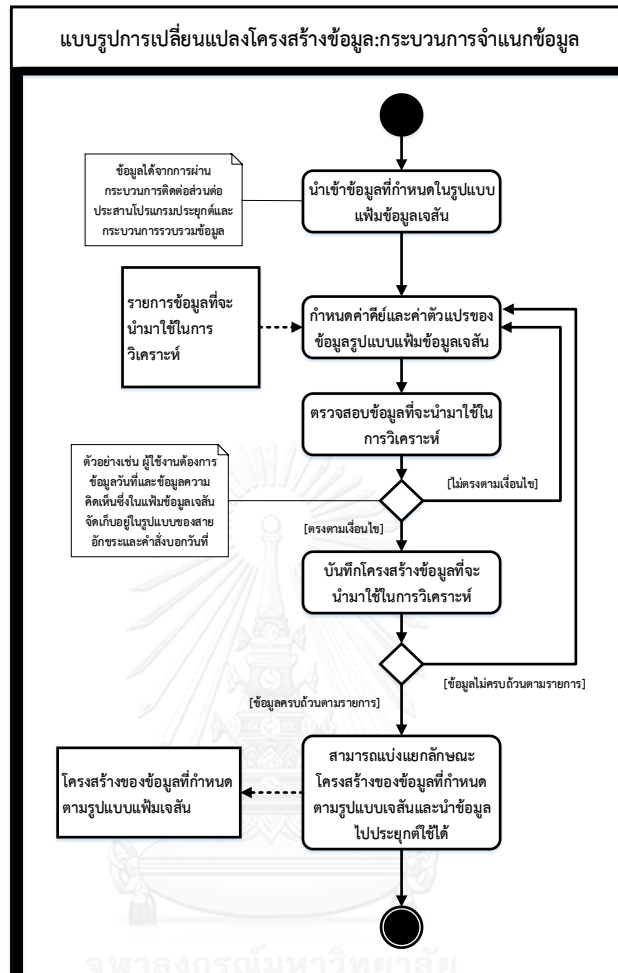 แบบรูปการเปลี่ยนแปลงโครงสร้างข้อมูล:กระบวนการจำแนกข้อมูล
ข้อมูลได้จากการผ่าน
กระบวนการติดต่อส่วนต่อ
ประสานโปรแกรมประยุกต์และ
กระบวนการรวบรวมข้อมูล
นำเข้าข้อมูลที่กำหนดในรูปแบบ
แฟ้มข้อมูลเจสัน
รายการข้อมูลที่จะ
นำมาใช้ในการ
วิเคราะห์
กำหนดค่าคีย์และค่าตัวแปรของ
ข้อมูลรูปแบบแฟ้มข้อมูลเจสัน
ตรวจสอบข้อมูลที่จะนำมาใช้ใน
การวิเคราะห์
ตัวอย่างเช่น ผู้ใช้งานต้องการ
ข้อมูลวันที่และข้อมูลความ
คิดเห็นซึ่งในแฟ้มข้อมูลเจสัน
จัดเก็บอยู่ในรูปแบบของสาย
อักขระและคำสั่งบอกวันที่
[ไม่ตรงตามเงื่อนไข]
[ตรงตามเงื่อนไข]
บันทึกโครงสร้างข้อมูลที่จะ
นำมาใช้ในการวิเคราะห์
[ข้อมูลไม่ครบถ้วนตามรายการ]
[ข้อมูลครบถ้วนตามรายการ]
สามารถแบ่งแยกลักษณะ
โครงสร้างของข้อมูลที่กำหนด
ตามรูปแบบเจสันและนำข้อมูล
ไปประยุกต์ใช้ได้
โครงสร้างของข้อมูลที่กำหนด
ตามรูปแบบแฟ้มเจสัน
จุฬาลงกรณ์มหาวิทยาลัย